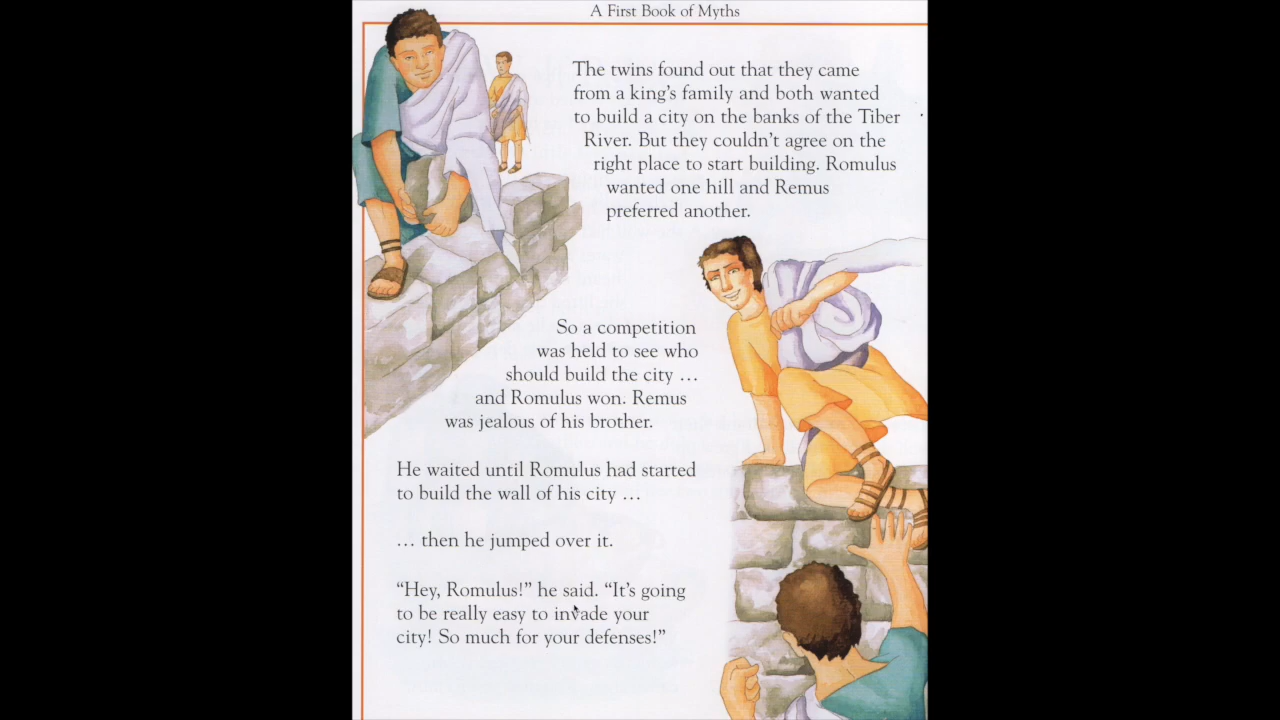 A First Book of Myths
The twins found out that they came
from a king's family and both wanted
to build a city on the banks of the Tiber
River. But they couldn't agree on the
right place to start building. Romulus
wanted one hill and Remus
preferred another.
So a competition
was held to see who
should build the city …
and Romulus won. Remus
was jealous of his brother.
He waited until Romulus had started
to build the wall of his city …
… then he jumped over it.
“Hey, Romulus!” he said. “It's going
to be really easy to invade your
city! So much for your defenses!”